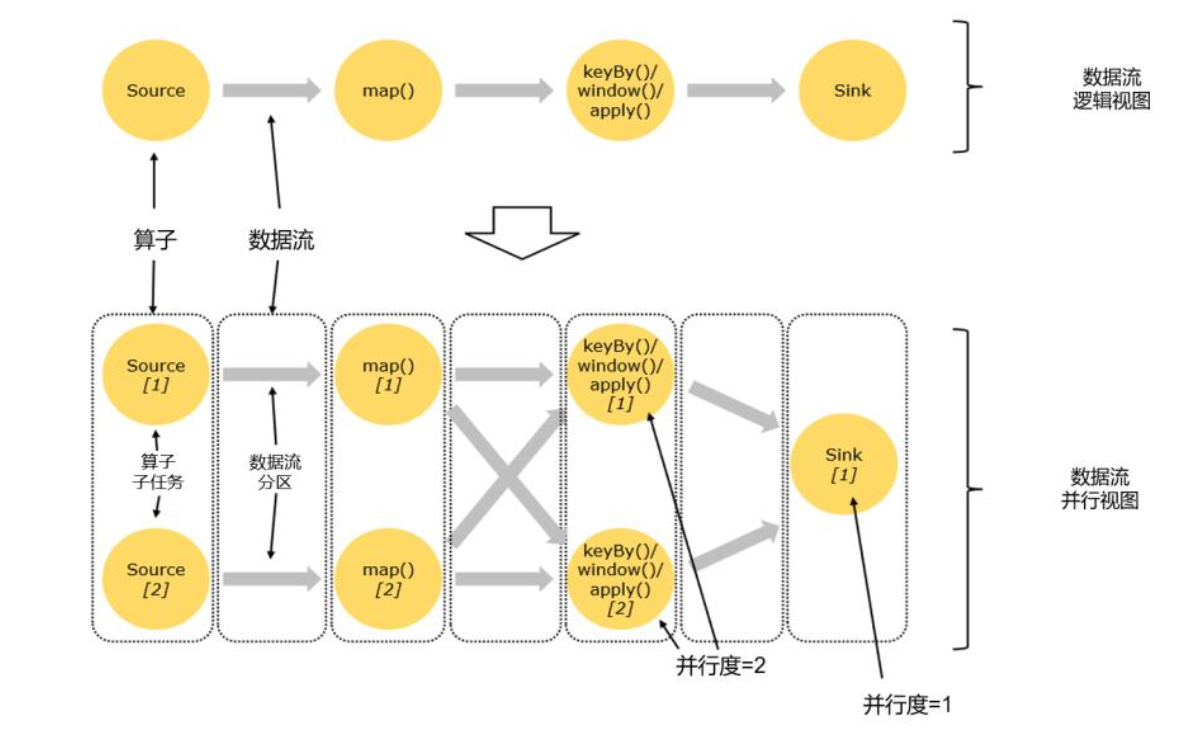 Source
map()
keyBy()/
window()/
apply()
Sink
数据流
逻辑视图
算子
数据流
Source
[1]
map()
[1]
keyBy()/
window()/
apply()
[1]
算子
子任务
数据流
分区
Sink
[1]
数据流
并行视图
Source
[2]
map()
[2]
keyBy()/
window()/
apply()
[2]
并行度=2
并行度=1